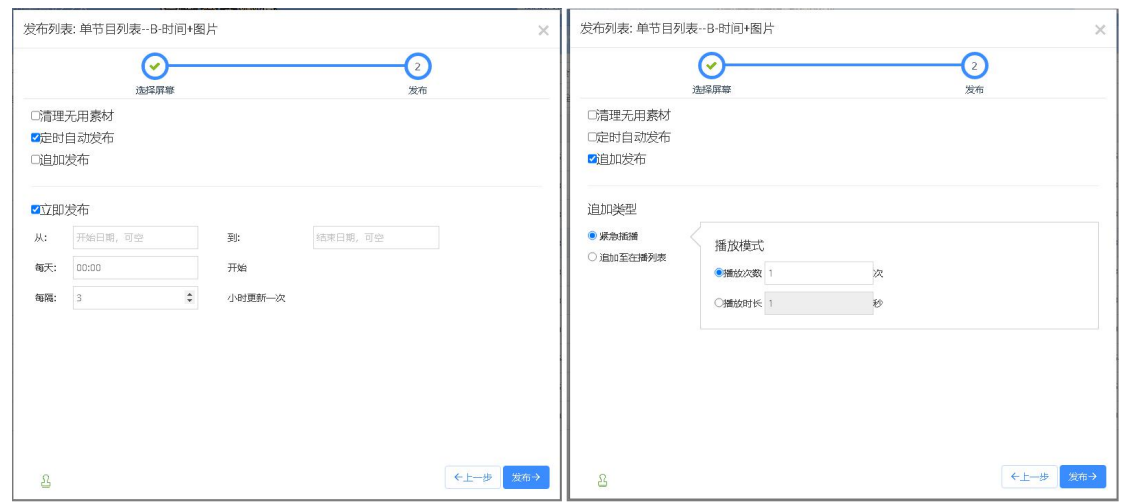 发布列表: 单节目列表--B-时间+图片
2
选择屏幕
发布
清理无用素材
定时自动发布
追加发布
立即发布
从: 开始日期，可空 到: 结束日期，可空
每天: 00:00 开始
每隔: 3 小时更新一次
←上一步 发布→
发布列表: 单节目列表--B-时间+图片
2
选择屏幕
发布
清理无用素材
定时自动发布
追加发布
追加类型
紧急插播
追加至在播列表
播放模式
播放次数 1 次
播放时长 1 秒
←上一步 发布→